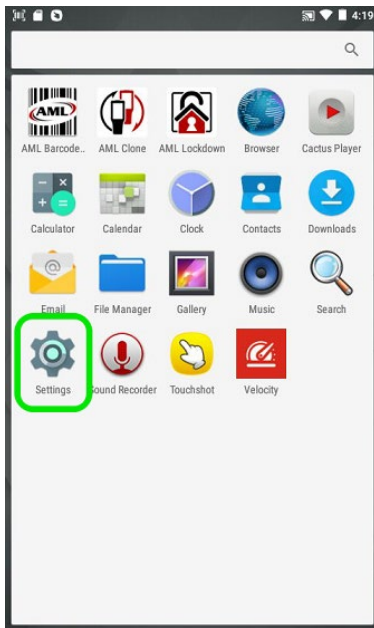 4:19
AML
AML Barcode.. AML Clone AML Lockdown Browser Cactus Player
Calculator Calendar Clock Contacts Downloads
Email File Manager Gallery Music Search
Settings Sound Recorder Touchshot Velocity